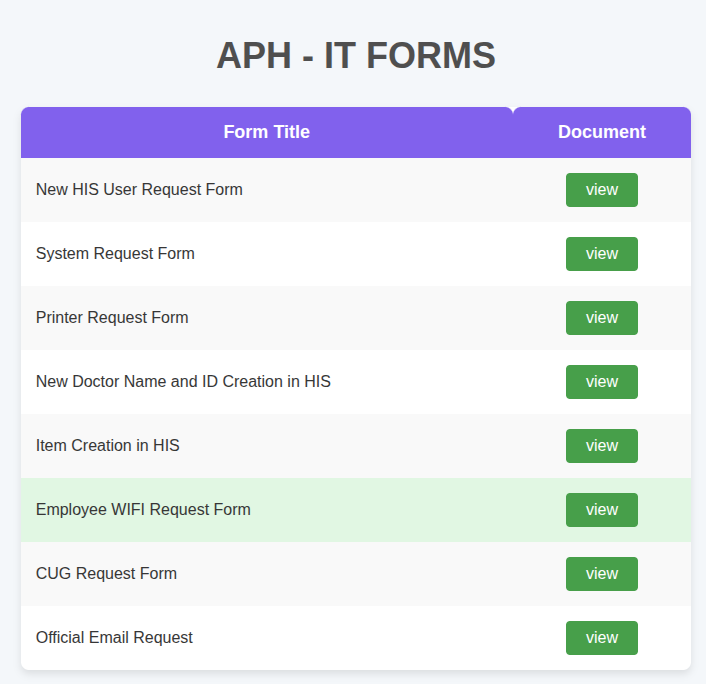 APH - IT FORMS
Form Title Document
New HIS User Request Form view
System Request Form view
Printer Request Form view
New Doctor Name and ID Creation in HIS view
Item Creation in HIS view
Employee WIFI Request Form view
CUG Request Form view
Official Email Request view